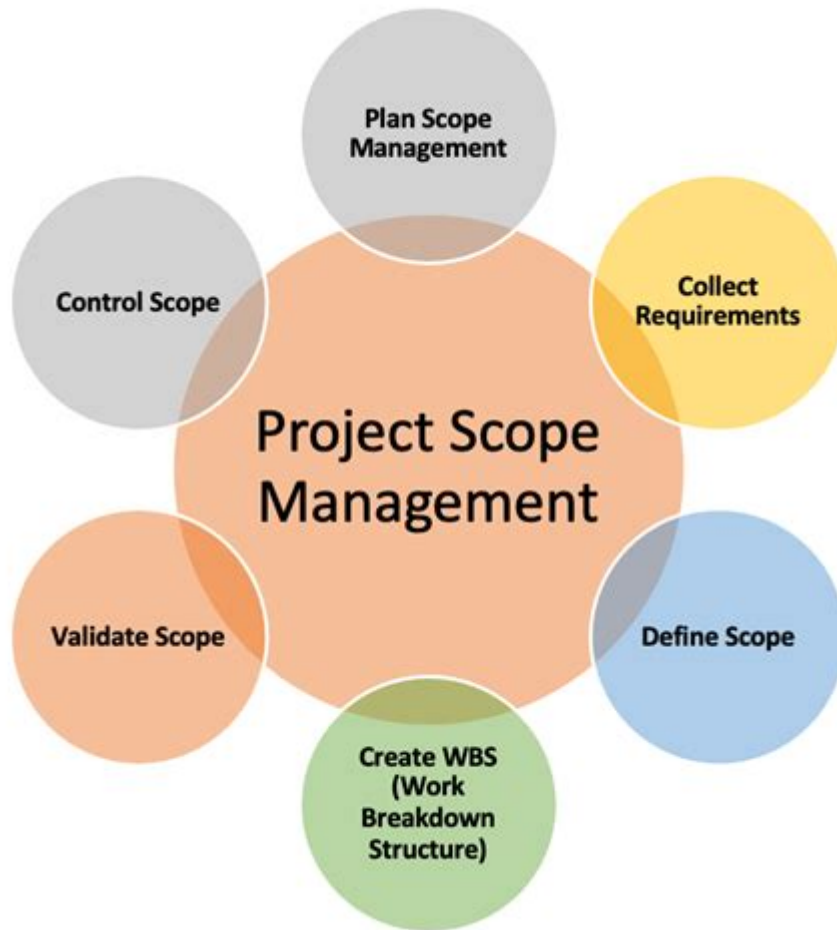 Plan Scope
Management
Collect
Requirements
Control Scope
Project Scope
Management
Define Scope
Validate Scope
Create WBS
(Work
Breakdown
Structure)